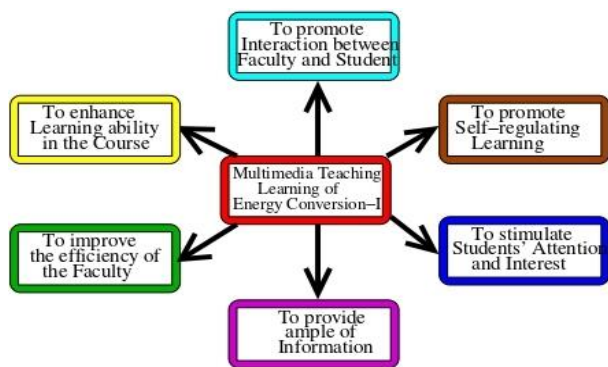 To promote
Interaction between
Faculty and Student
To enhance
Learning ability
in the Course
To promote
Self-regulating
Learning
Multimedia Teaching
Learning of
Energy Conversion-I
To improve
the efficiency of
the Faculty
To stimulate
Students' Attention
and Interest
To provide
ample of
Information